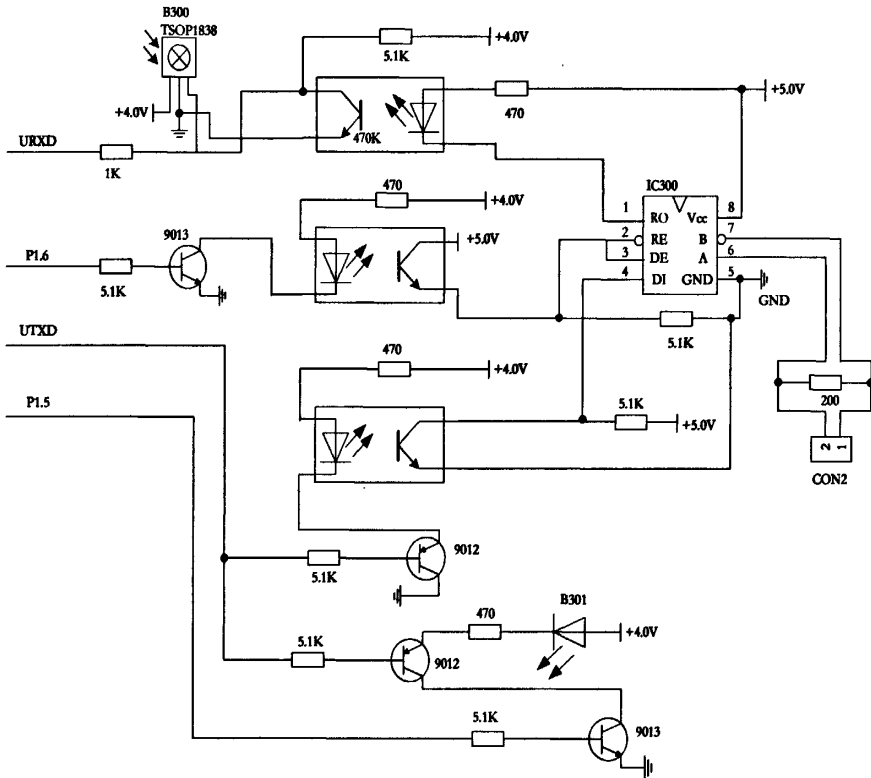 B300
TSOP1838
+4.0V
5.1K
+4.0V
470
+5.0V
470K
URXD
1K
IC300
1 RO Vcc 8
2 RE B 7
3 DE A 6
4 DI GND 5
GND
470
+4.0V
+5.0V
9013
P1.6
5.1K
5.1K
UTXD
470
+4.0V
P1.5
5.1K
+5.0V
200
2 1
CON2
9012
5.1K
B301
470
+4.0V
5.1K
9012
5.1K
9013